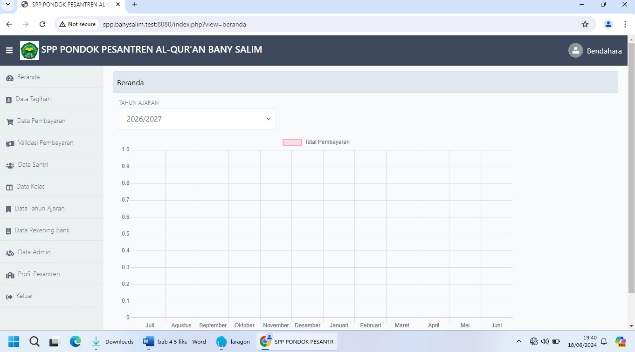 SPP PONDOK PESANTREN AL-
Not secure
spp.banysalim.test:8080/index.php?view=beranda
SPP PONDOK PESANTREN AL-QUR'AN BANY SALIM
Bendahara
Beranda
Data Tagihan
Data Pembayaran
Validasi Pembayaran
Data Santri
Data Kelas
Data Tahun Ajaran
Data Rekening Bank
Data Admin
Profil Pesantren
Keluar
Beranda
TAHUN AJARAN
2026/2027
Total Pembayaran
1.0
0.9
0.8
0.7
0.6
0.5
0.4
0.3
0.2
0.1
0
Juli Agustus September Oktober November Desember Januari Februari Maret April Mei Juni
Downloads
bab 4-5 fiks - Word
laragon
SPP PONDOK PESANTR
19:40
18/06/2024